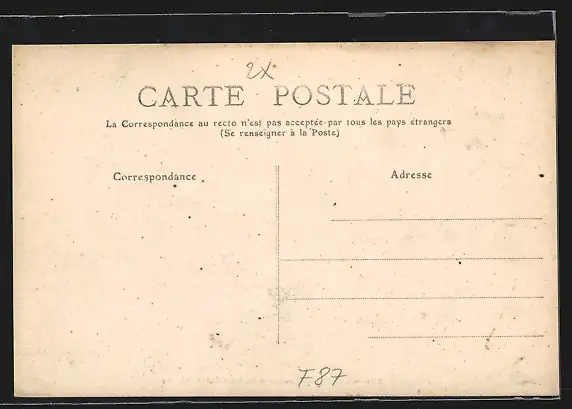 2X
CARTE POSTALE
La Correspondance au recto n'est pas acceptée par tous les pays étrangers
(Se renseigner à la Poste)
Correspondance
Adresse
F.87